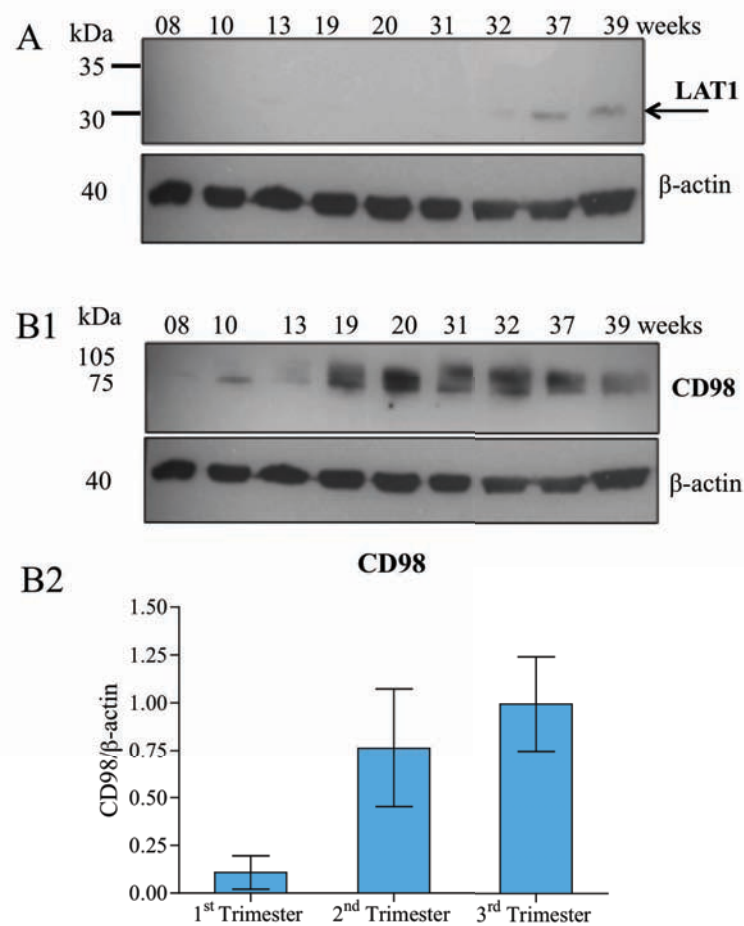 A
kDa
08 10 13 19 20 31 32 37 39 weeks
35
30
LAT1
40
β-actin
B1
kDa
08 10 13 19 20 31 32 37 39 weeks
105
75
CD98
40
β-actin
B2
CD98
CD98/β-actin
1.50
1.25
1.00
0.75
0.50
0.25
0.00
1st Trimester 2nd Trimester 3rd Trimester